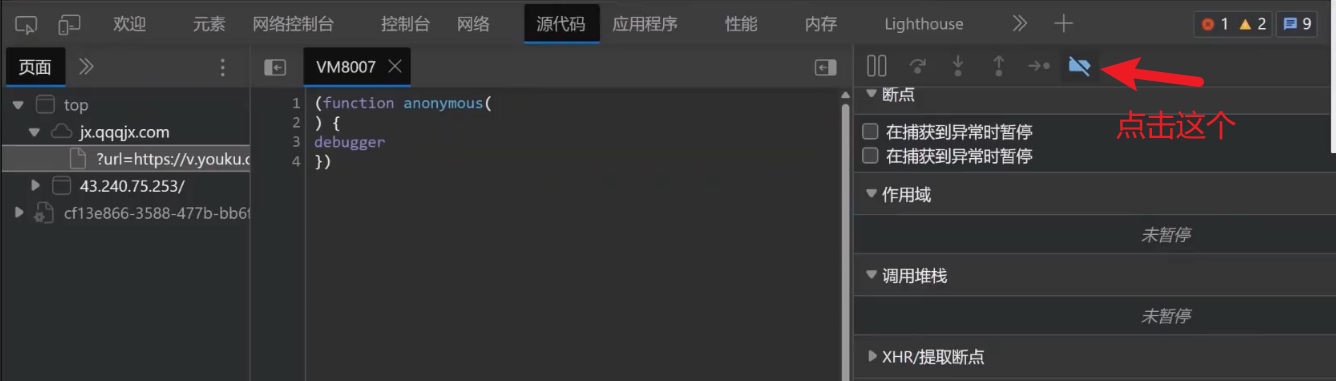 欢迎 元素 网络控制台 控制台 网络 源代码 应用程序 性能 内存 Lighthouse 1 2 9
页面
VM8007
断点
top
jx.qqqjx.com
?url=https://v.youku.c
43.240.75.253/
cf13e866-3588-477b-bb6f
1 (function anonymous(
2 ) {
3 debugger
4 })
点击这个
在捕获到异常时暂停
在捕获到异常时暂停
作用域
未暂停
调用堆栈
未暂停
XHR/提取断点